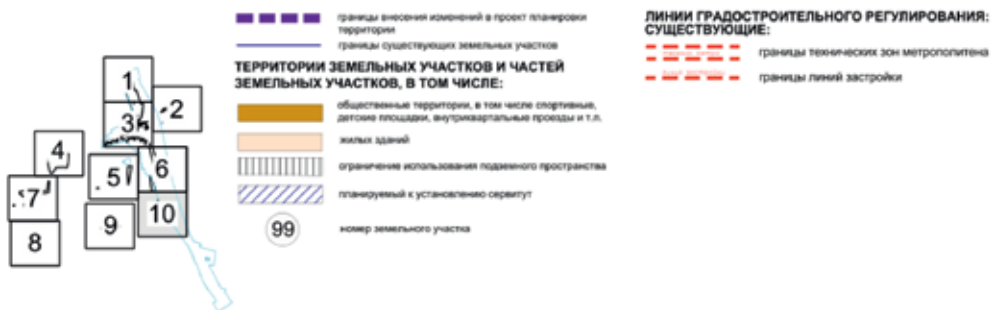 1
2
3
4
5
6
7
8
9
10
границы внесения изменений в проект планировки
территории
границы существующих земельных участков
ТЕРРИТОРИИ ЗЕМЕЛЬНЫХ УЧАСТКОВ И ЧАСТЕЙ
ЗЕМЕЛЬНЫХ УЧАСТКОВ, В ТОМ ЧИСЛЕ:
общественные территории, в том числе спортивные,
детские площадки, внутриквартальные проезды и т.п.
жилых зданий
ограничение использования подземного пространства
планируемый к установлению сервитут
99
номер земельного участка
ЛИНИИ ГРАДОСТРОИТЕЛЬНОГО РЕГУЛИРОВАНИЯ:
СУЩЕСТВУЮЩИЕ:
границы технических зон метрополитена
границы линий застройки